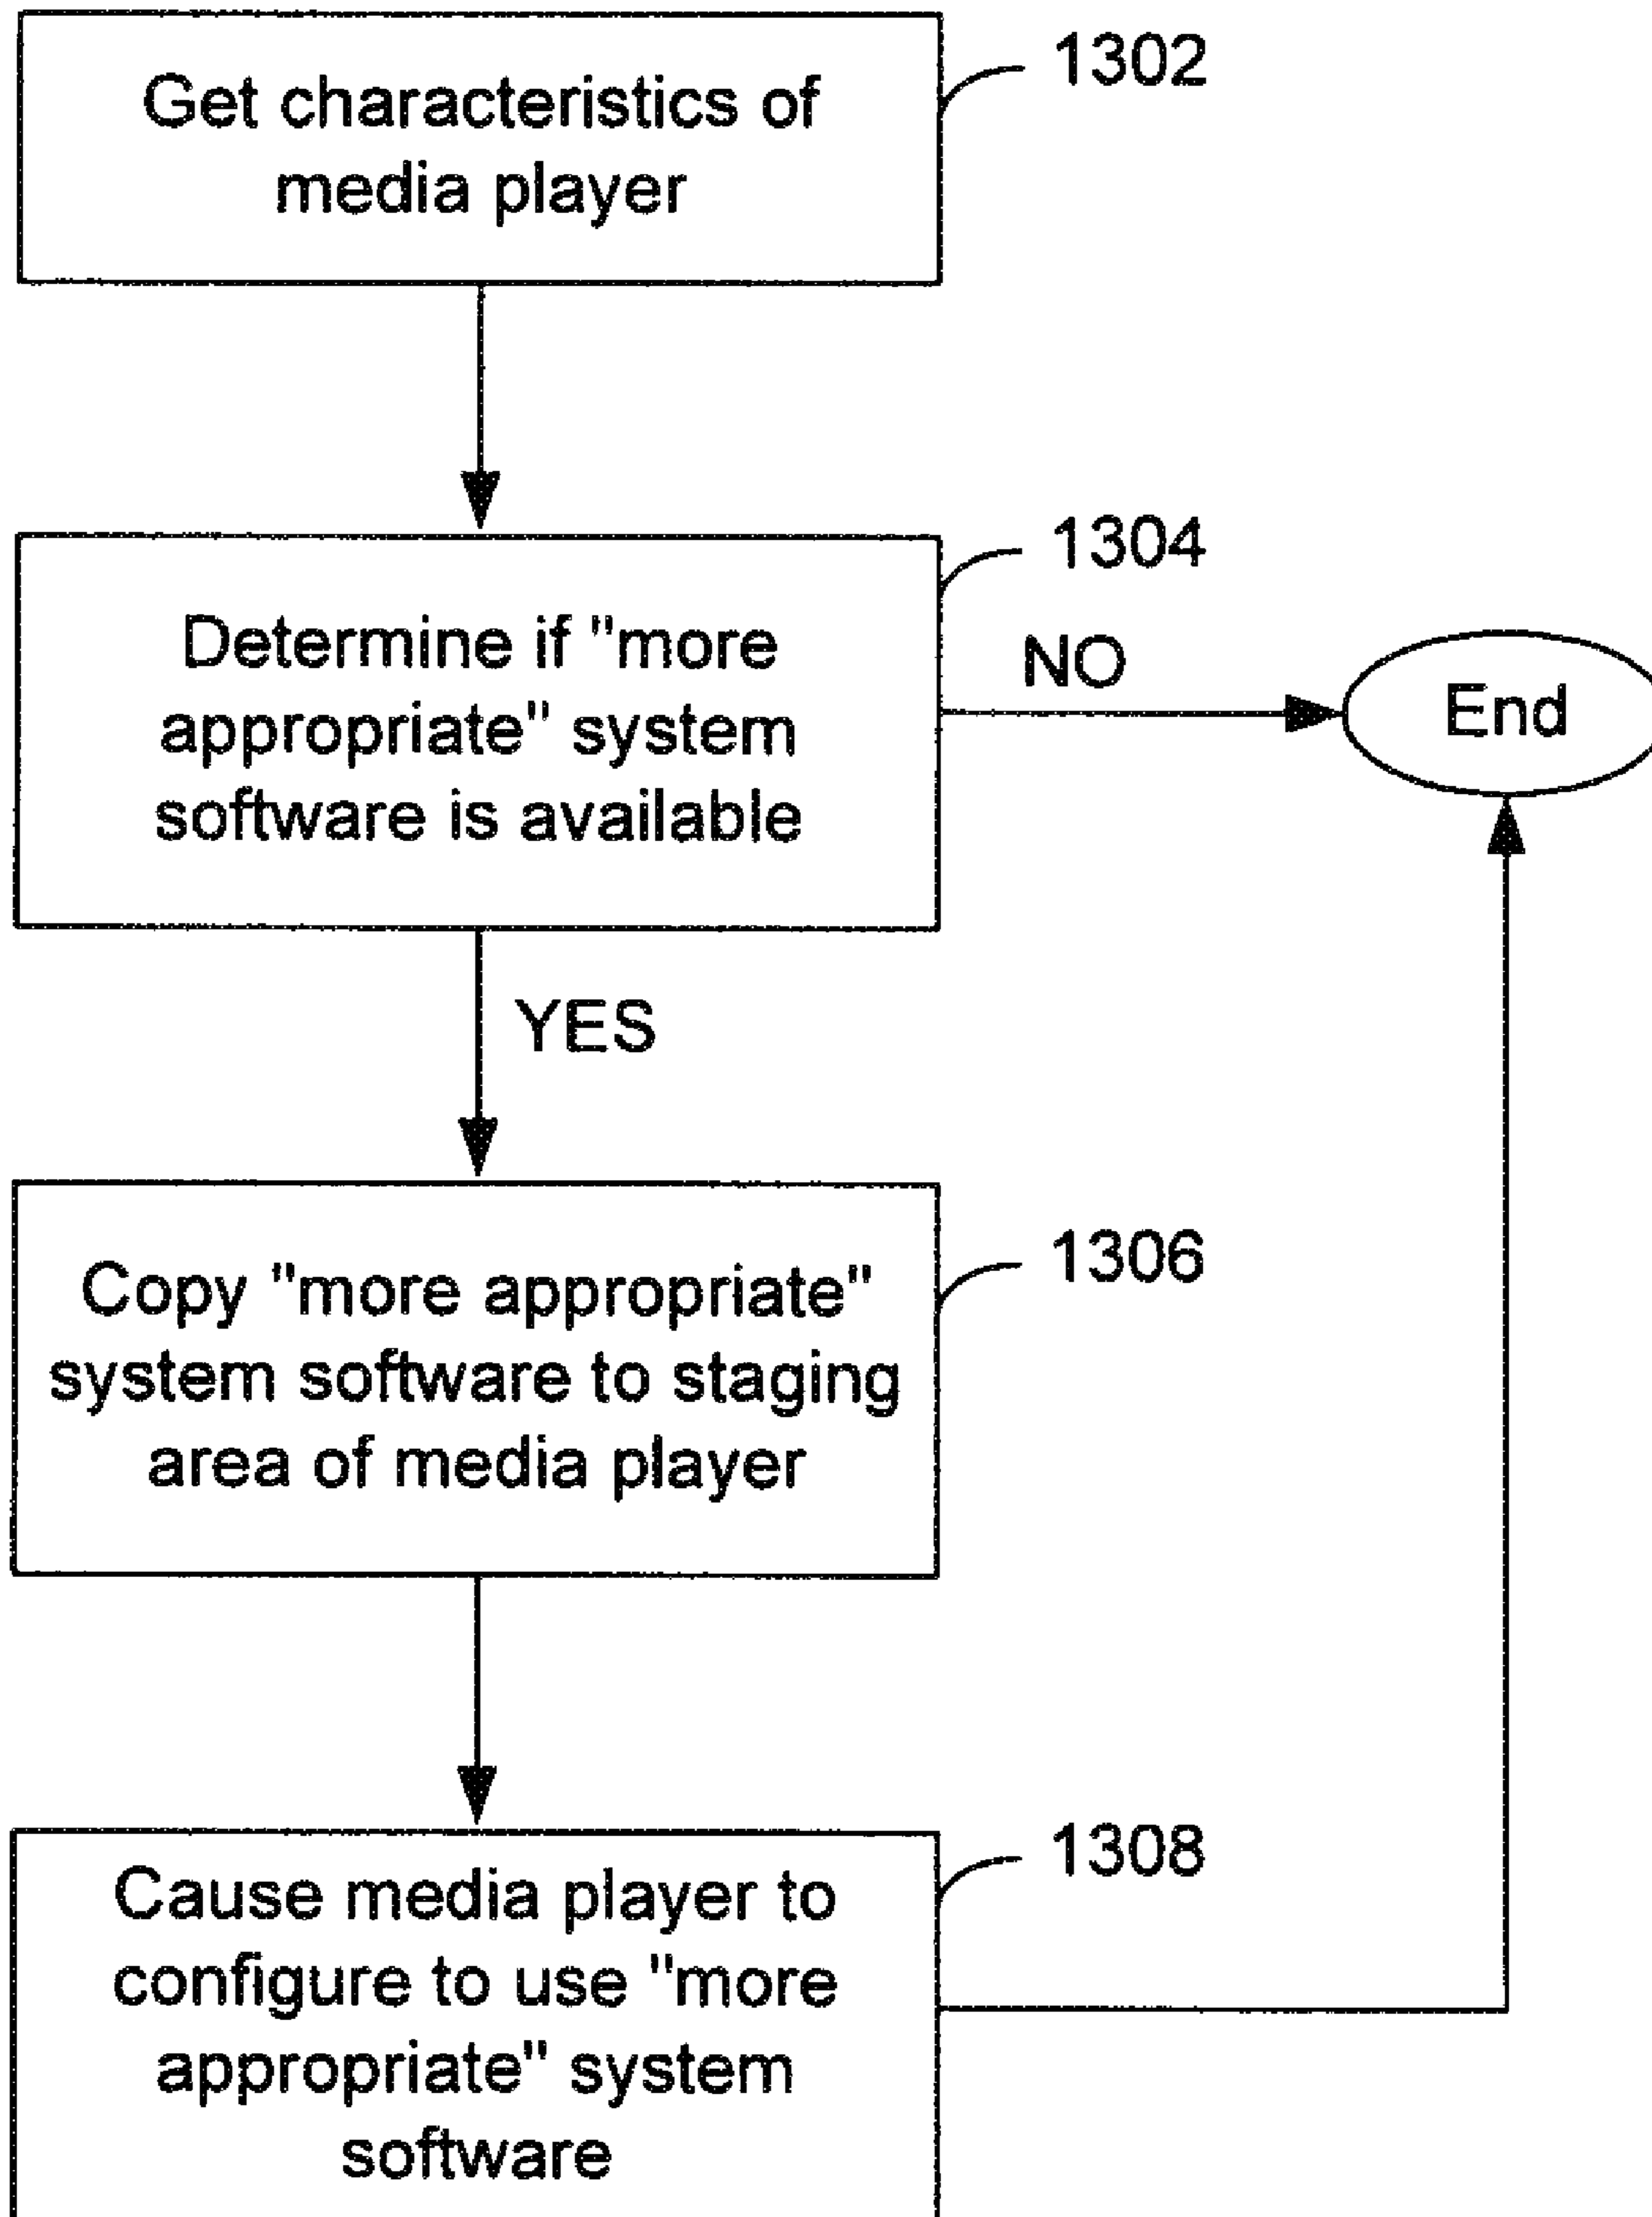 Get characteristics of
media player
1302
Determine if "more
appropriate" system
software is available
1304
NO
End
YES
Copy "more appropriate"
system software to staging
area of media player
1306
Cause media player to
configure to use "more
appropriate" system
software
1308